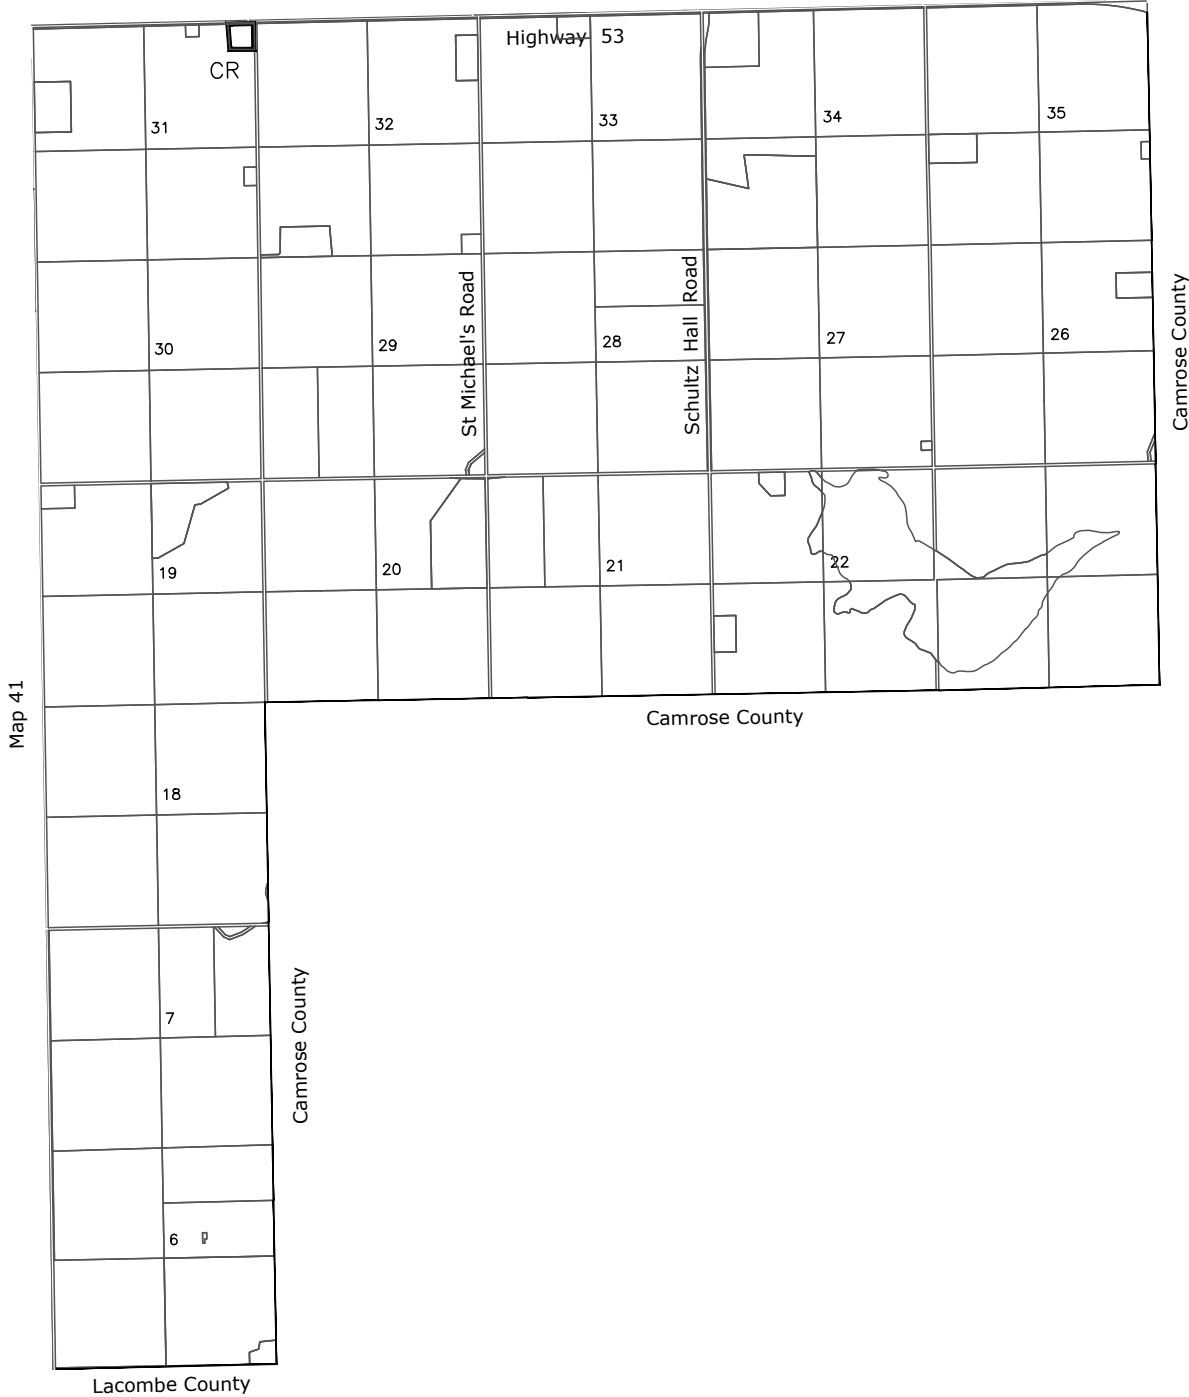 Highway 53
CR
31
32
33
34
35
St Michael's Road
Schultz Hall Road
Camrose County
30
29
28
27
26
19
20
21
22
Map 41
Camrose County
18
7
Camrose County
6
Lacombe County